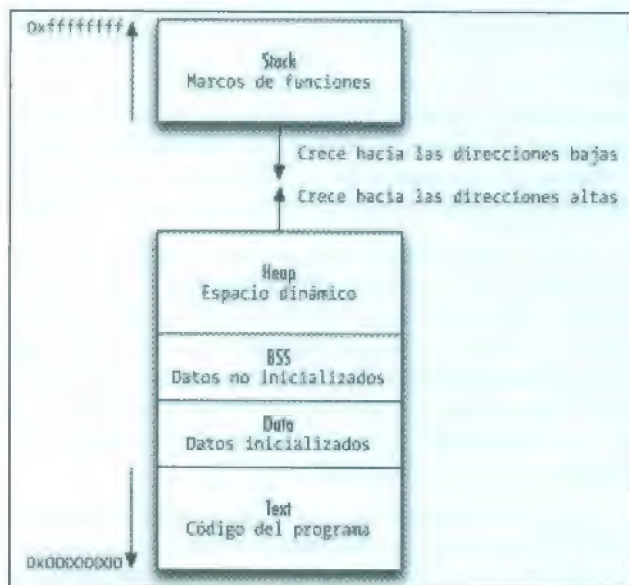 0xffffffff
Stack
Marcos de funciones
Crece hacia las direcciones bajas
Crece hacia las direcciones altas
Heap
Espacio dinámico
BSS
Datos no inicializados
Data
Datos inicializados
Text
Código del programa
0x00000000